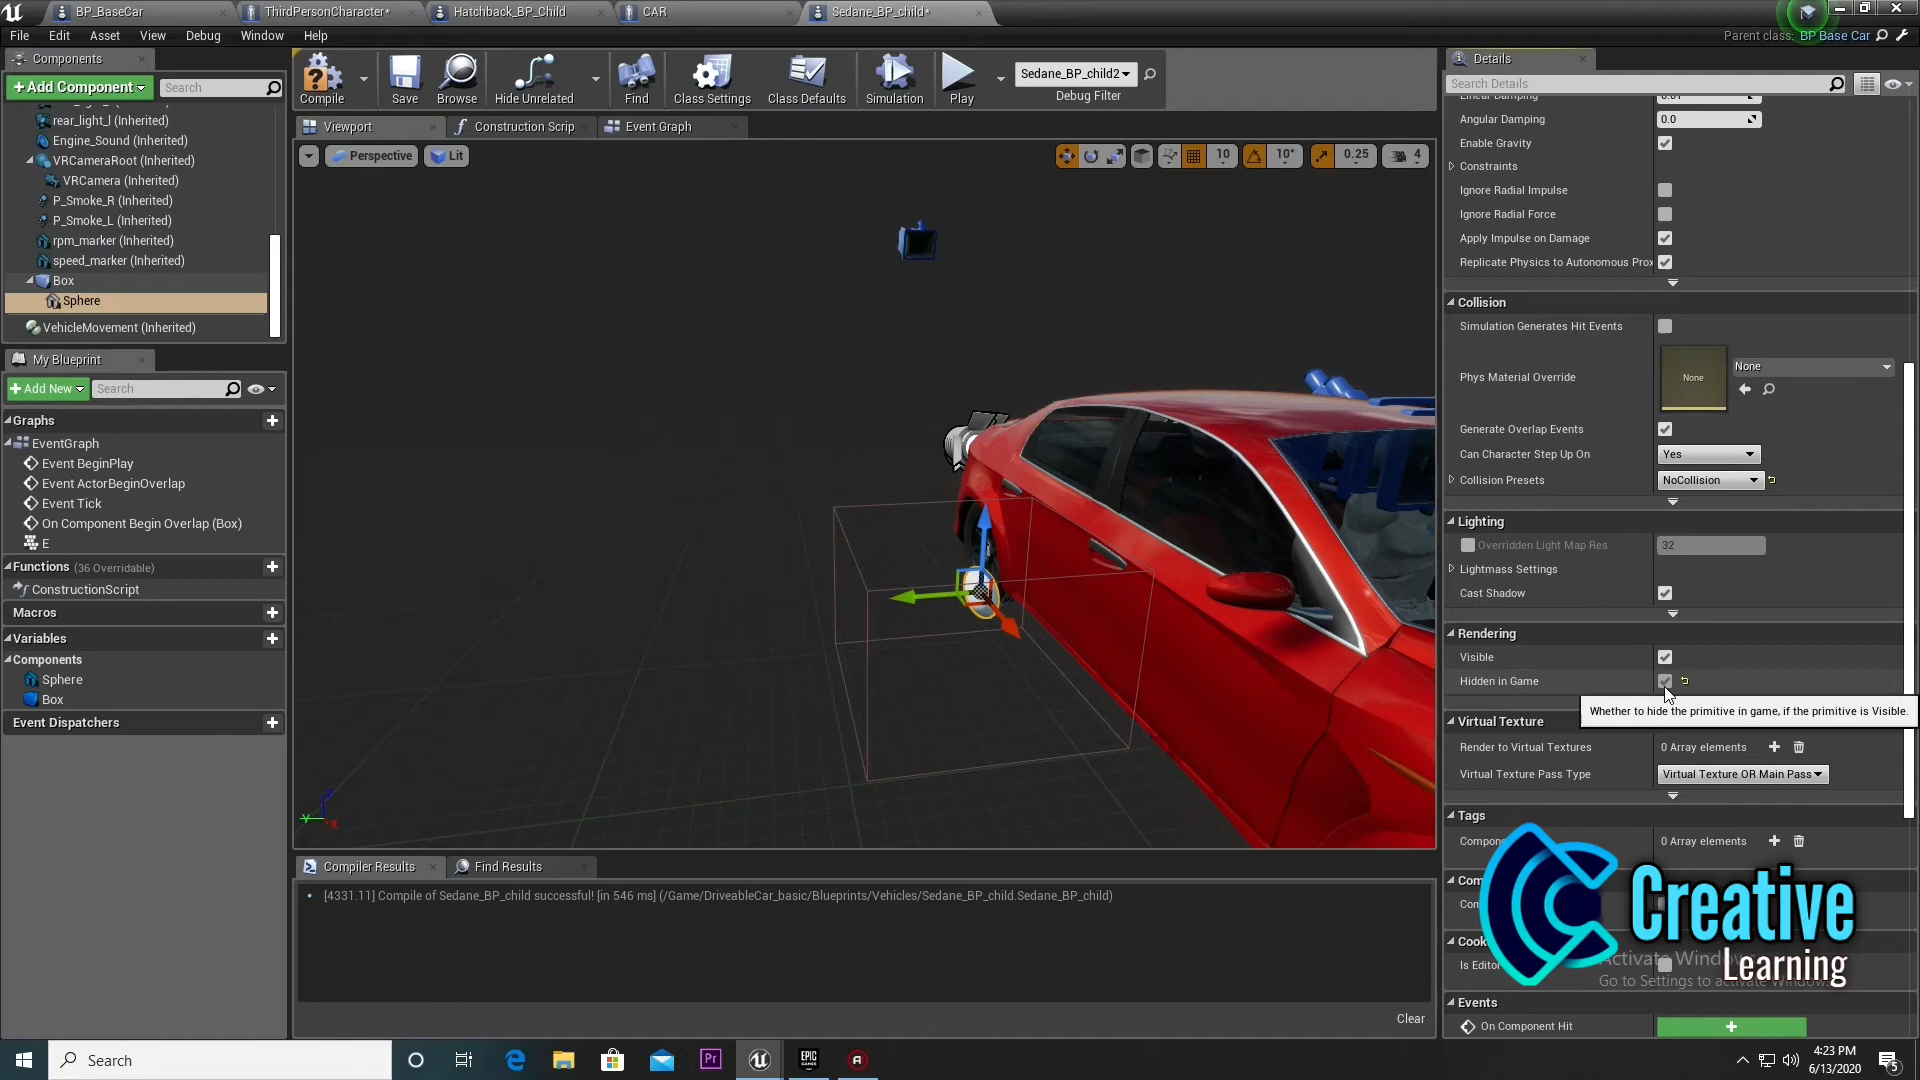 BP_BaseCar
ThirdPersonCharacter*
Hatchback_BP_Child
CAR
Sedane_BP_child*
File Edit Asset View Debug Window Help
Parent class: BP Base Car
Components
+Add Component
Search
rear_light_l (Inherited)
Engine_Sound (Inherited)
VRCameraRoot (Inherited)
VRCamera (Inherited)
P_Smoke_R (Inherited)
P_Smoke_L (Inherited)
rpm_marker (Inherited)
speed_marker (Inherited)
Box
Sphere
VehicleMovement (Inherited)
My Blueprint
+Add New
Search
Graphs
EventGraph
Event BeginPlay
Event ActorBeginOverlap
Event Tick
On Component Begin Overlap (Box)
E
Functions (36 Overridable)
ConstructionScript
Macros
Variables
Components
Sphere
Box
Event Dispatchers
Compile
Save
Browse
Hide Unrelated
Find
Class Settings
Class Defaults
Simulation
Play
Sedane_BP_child2
Debug Filter
Viewport
Construction Scrip
Event Graph
Perspective
Lit
10
10°
0.25
4
Compiler Results
Find Results
[4331.11] Compile of Sedane_BP_child successful! [in 546 ms] (/Game/DriveableCar_basic/Blueprints/Vehicles/Sedane_BP_child.Sedane_BP_child)
Clear
Details
Search Details
Linear Damping 0.01
Angular Damping 0.0
Enable Gravity
Constraints
Ignore Radial Impulse
Ignore Radial Force
Apply Impulse on Damage
Replicate Physics to Autonomous Prox
Collision
Simulation Generates Hit Events
Phys Material Override
None
None
Generate Overlap Events
Can Character Step Up On Yes
Collision Presets NoCollision
Lighting
Overridden Light Map Res 32
Lightmass Settings
Cast Shadow
Rendering
Visible
Hidden in Game
Whether to hide the primitive in game, if the primitive is Visible.
Virtual Texture
Render to Virtual Textures 0 Array elements
Virtual Texture Pass Type Virtual Texture OR Main Pass
Tags
Compon 0 Array elements
Com
Com
Cook
Is Editor
Events
On Component Hit
Creative
Learning
Activate Windows
Go to Settings to activate Windows.
Search
Pr
EPIC
GAMES
4:23 PM
6/13/2020
5